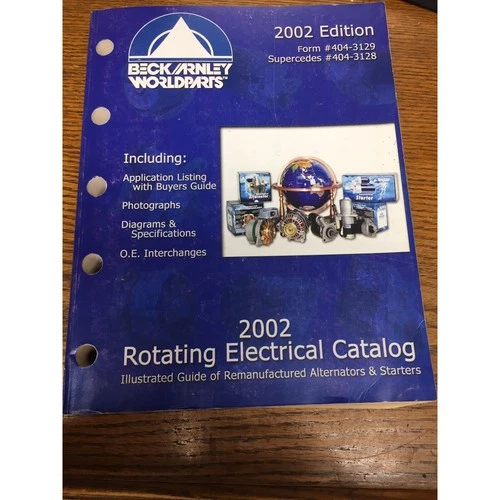 BECK/ARNLEY
WORLDPARTS™
2002 Edition
Form #404-3129
Supercedes #404-3128
Including:
Application Listing
with Buyers Guide
Photographs
Diagrams &
Specifications
O.E. Interchanges
Starter
2002
Rotating Electrical Catalog
Illustrated Guide of Remanufactured Alternators & Starters